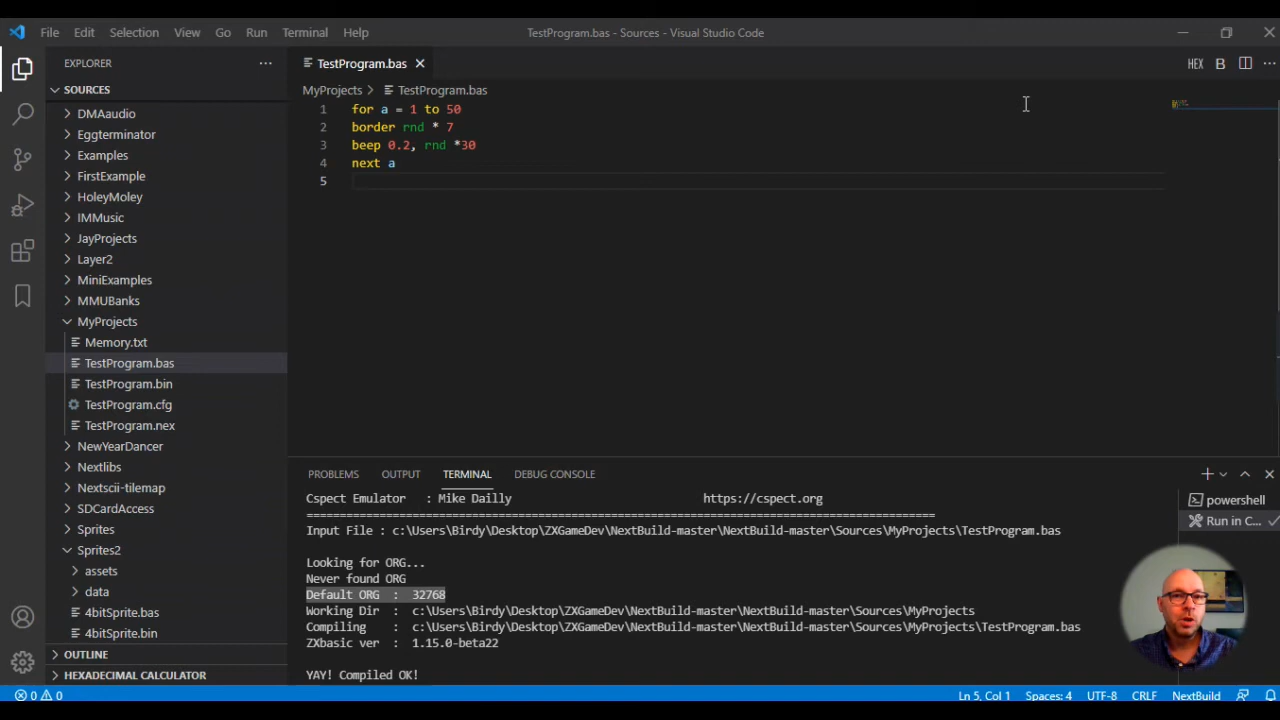 File Edit Selection View Go Run Terminal Help
TestProgram.bas - Sources - Visual Studio Code
EXPLORER
SOURCES
DMAaudio
Eggterminator
Examples
FirstExample
HoleyMoley
IMMusic
JayProjects
Layer2
MiniExamples
MMUBanks
MyProjects
Memory.txt
TestProgram.bas
TestProgram.bin
TestProgram.cfg
TestProgram.nex
NewYearDancer
Nextlibs
Nextscii-tilemap
SDCardAccess
Sprites
Sprites2
assets
data
4bitSprite.bas
4bitSprite.bin
OUTLINE
HEXADECIMAL CALCULATOR
TestProgram.bas
HEX B
MyProjects > TestProgram.bas
1 for a = 1 to 50
2 border rnd * 7
3 beep 0.2, rnd *30
4 next a
5
PROBLEMS OUTPUT TERMINAL DEBUG CONSOLE
Cspect Emulator : Mike Dailly https://cspect.org
===============================================================================================
Input File : c:\Users\Birdy\Desktop\ZXGameDev\NextBuild-master\NextBuild-master\Sources\MyProjects\TestProgram.bas
Looking for ORG...
Never found ORG
Default ORG : 32768
Working Dir : c:\Users\Birdy\Desktop\ZXGameDev\NextBuild-master\NextBuild-master\Sources\MyProjects
Compiling : c:\Users\Birdy\Desktop\ZXGameDev\NextBuild-master\NextBuild-master\Sources\MyProjects\TestProgram.bas
ZXbasic ver : 1.15.0-beta22
YAY! Compiled OK!
powershell
Run in C...
0 0
Ln 5, Col 1 Spaces: 4 UTF-8 CRLF NextBuild